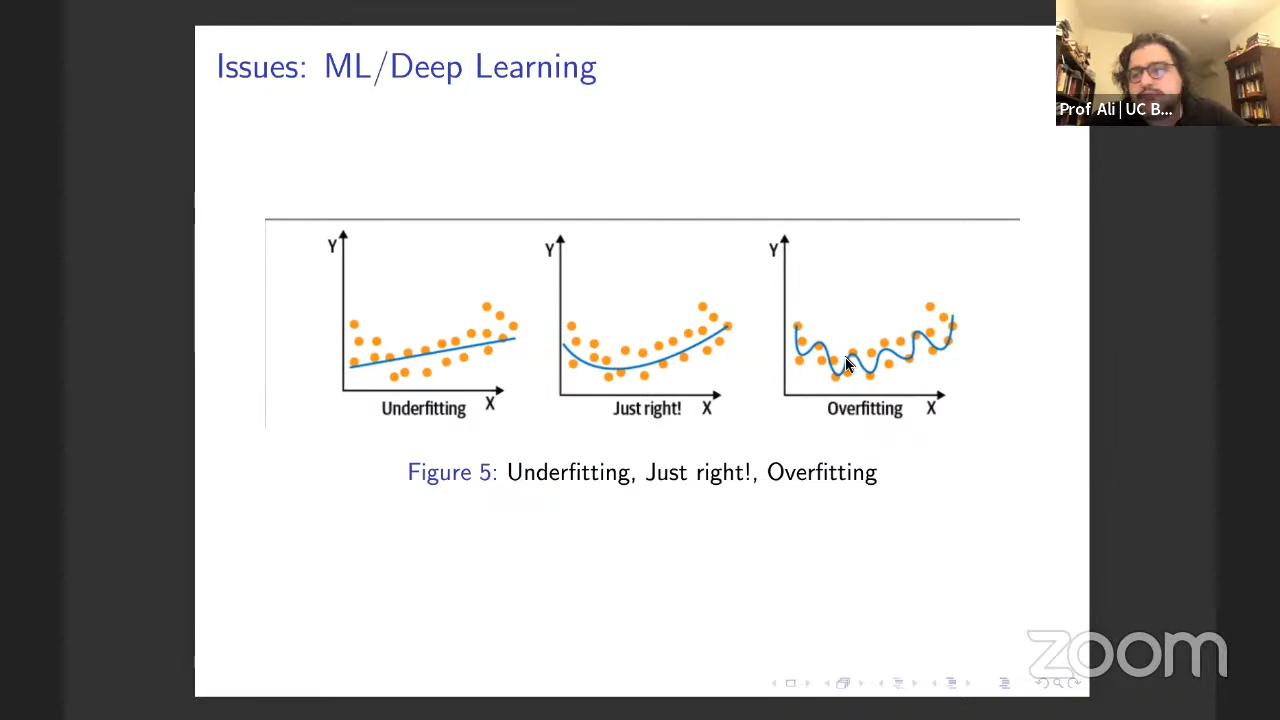 Issues: ML/Deep Learning
Prof Ali | UC B...
Y
Y
Y
Underfitting X
Just right! X
Overfitting X
Figure 5: Underfitting, Just right!, Overfitting
zoom